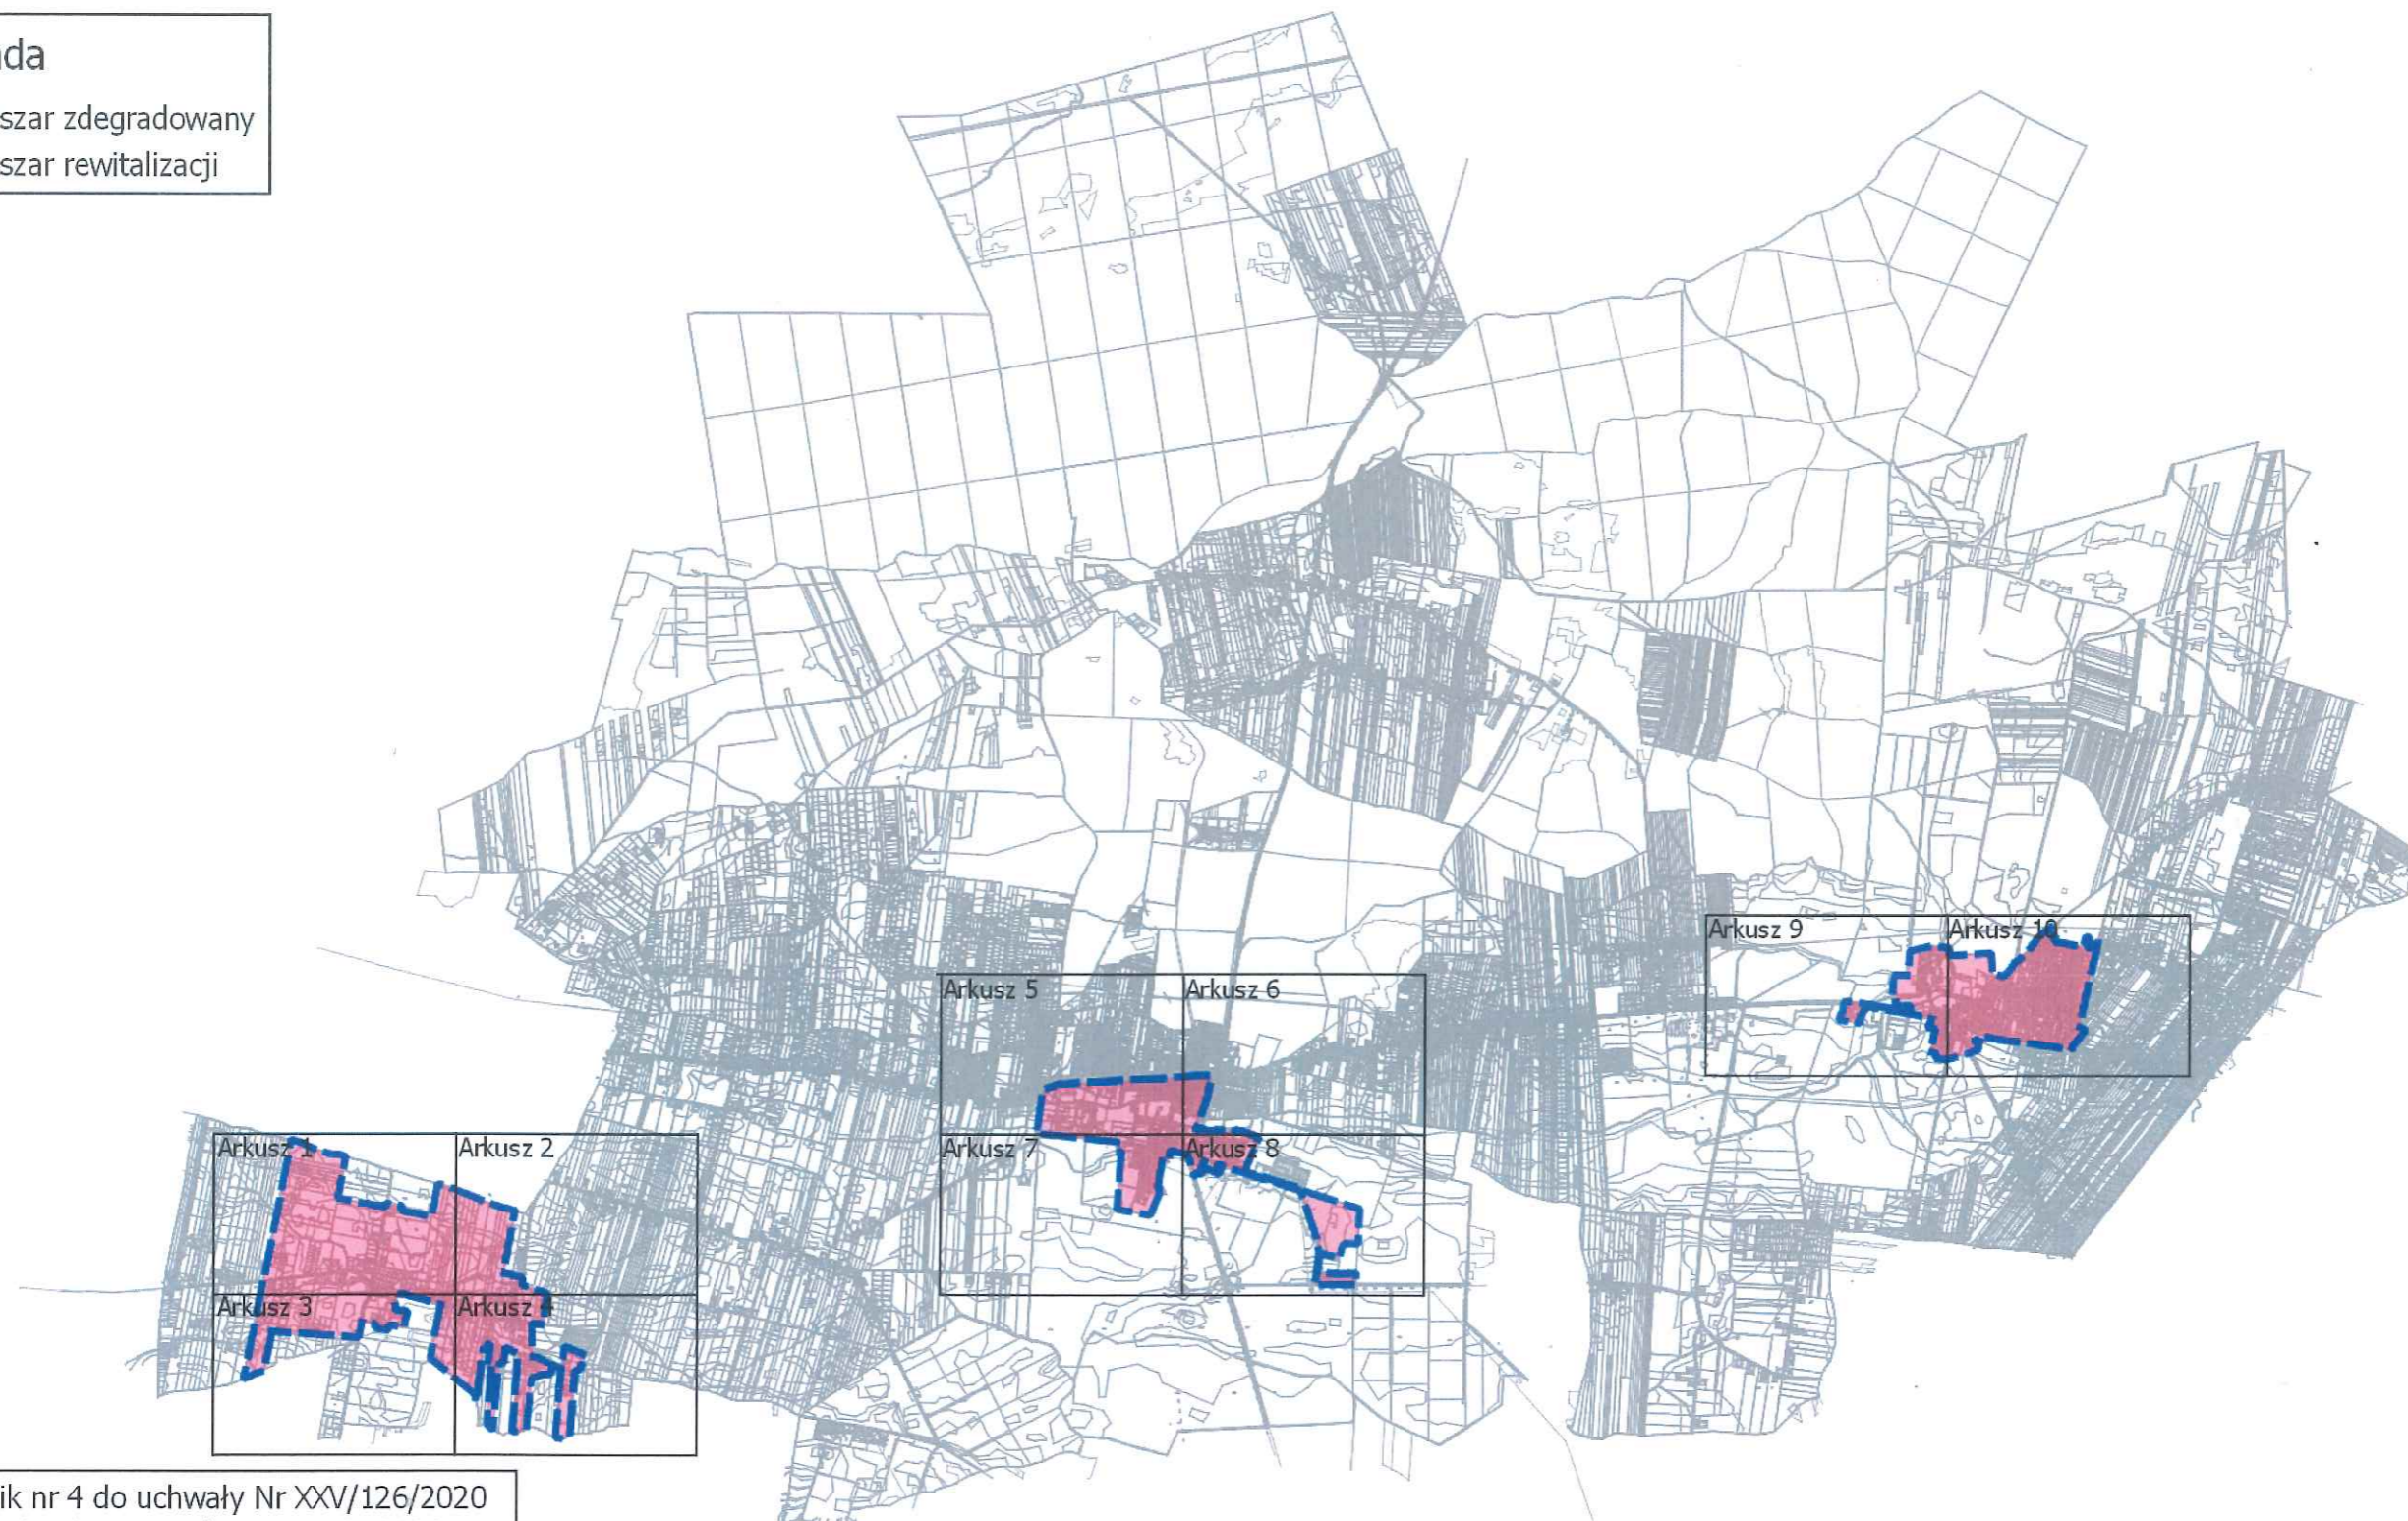 nda
szar zdegradowany
szar rewitalizacji
Arkusz 9
Arkusz 10
Arkusz 5
Arkusz 6
Arkusz 1
Arkusz 2
Arkusz 7
Arkusz 8
Arkusz 3
Arkusz 4
ik nr 4 do uchwały Nr XXV/126/2020